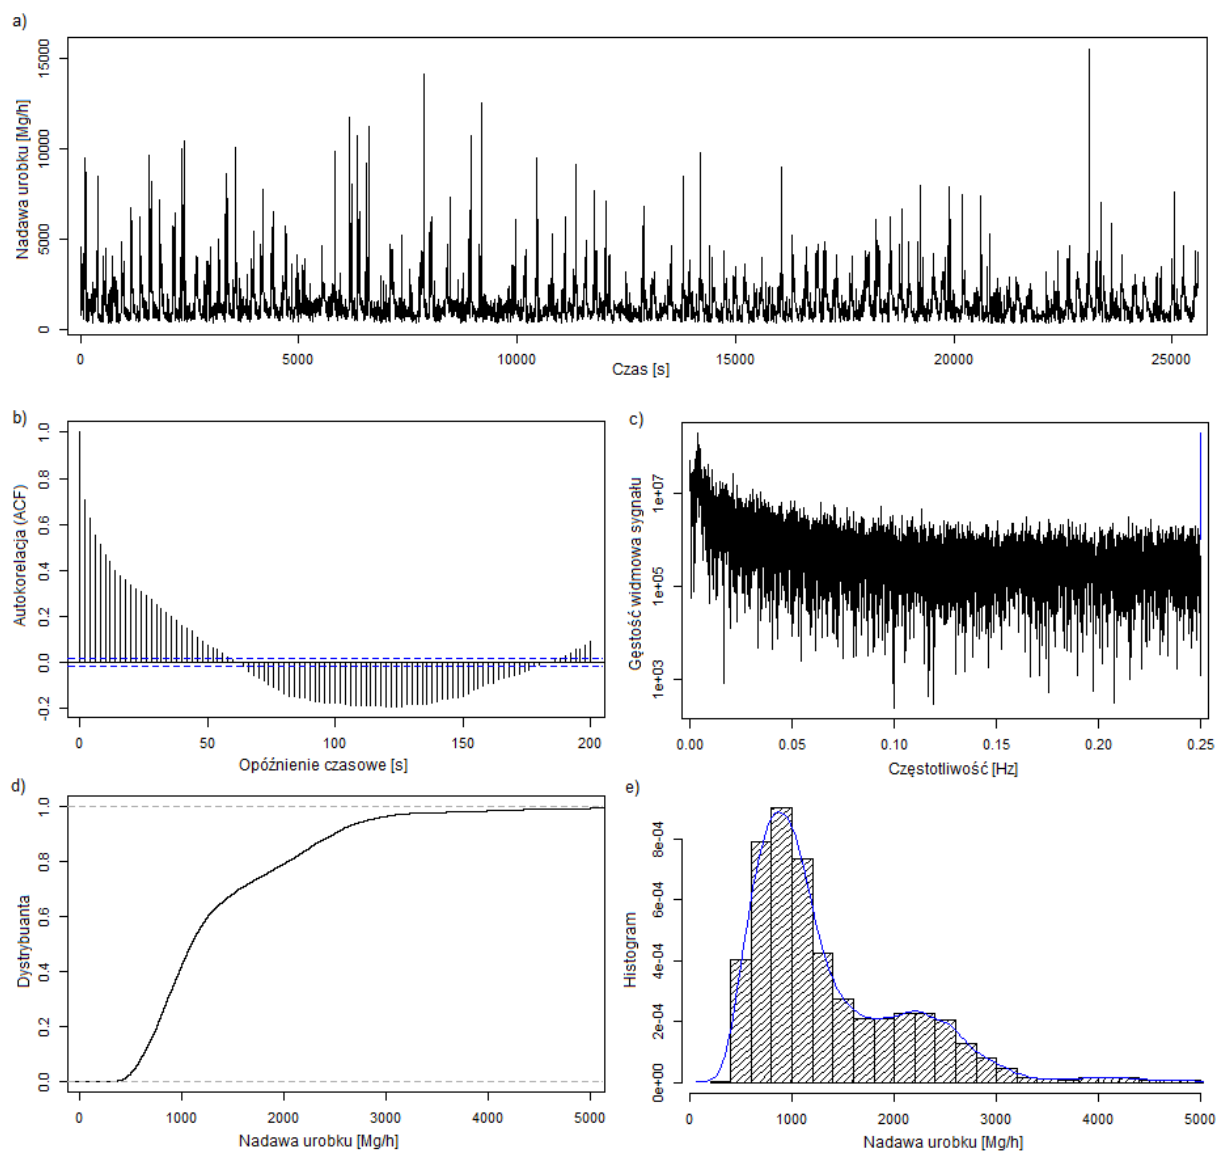 a)
Nadawa urobku [Mg/h]
0 5000 10000 15000
0 5000 10000 15000 20000 25000
Czas [s]
b)
Autokorelacja (ACF)
-0.2 0.0 0.2 0.4 0.6 0.8 1.0
0 50 100 150 200
Opóźnienie czasowe [s]
c)
Gęstość widmowa sygnału
1e+03 1e+05 1e+07
0.00 0.05 0.10 0.15 0.20 0.25
Częstotliwość [Hz]
d)
Dystrybuanta
0.0 0.2 0.4 0.6 0.8 1.0
0 1000 2000 3000 4000 5000
Nadawa urobku [Mg/h]
e)
Histogram
0e+00 2e-04 4e-04 6e-04 8e-04
0 1000 2000 3000 4000 5000
Nadawa urobku [Mg/h]